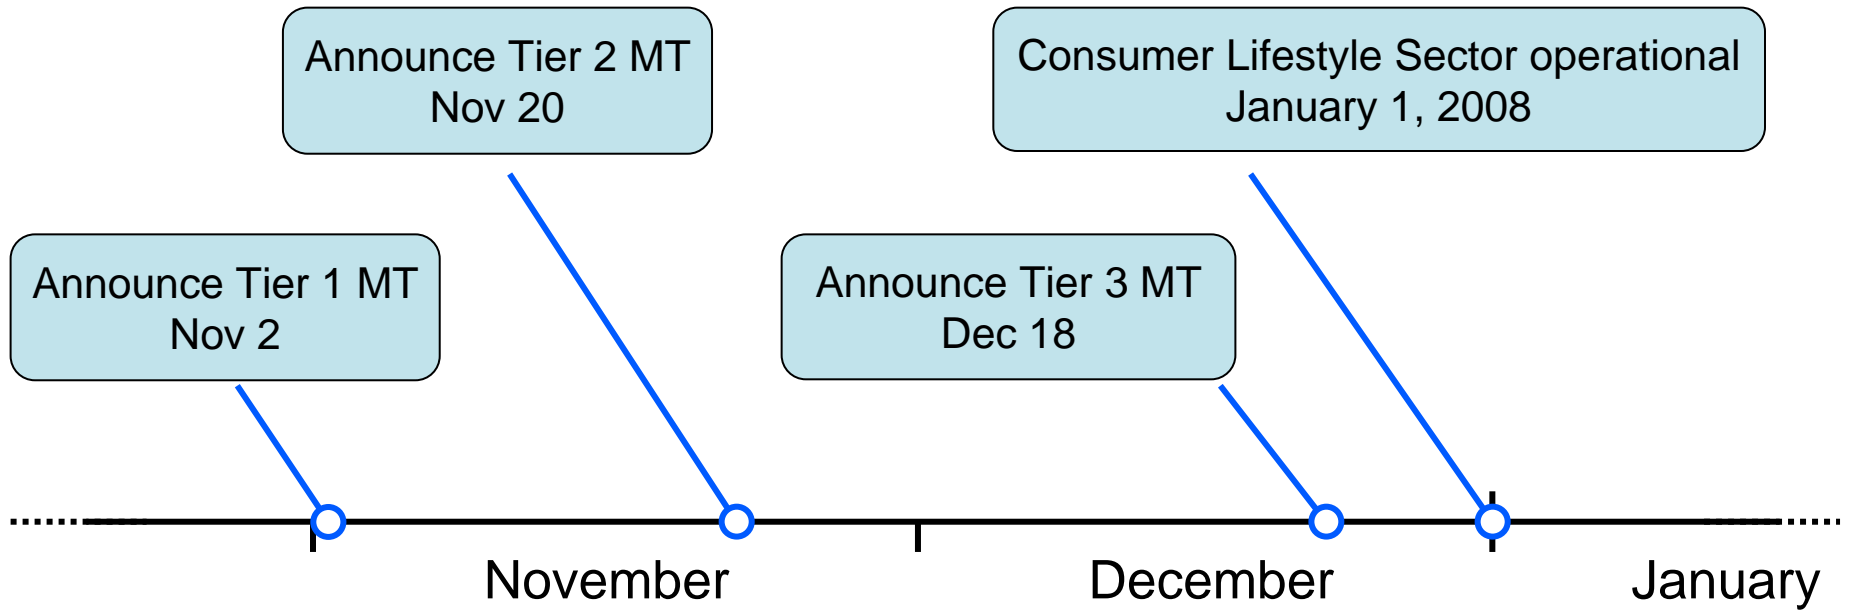 Announce Tier 2 MT
Nov 20
Consumer Lifestyle Sector operational
January 1, 2008
Announce Tier 1 MT
Nov 2
Announce Tier 3 MT
Dec 18
November
December
January